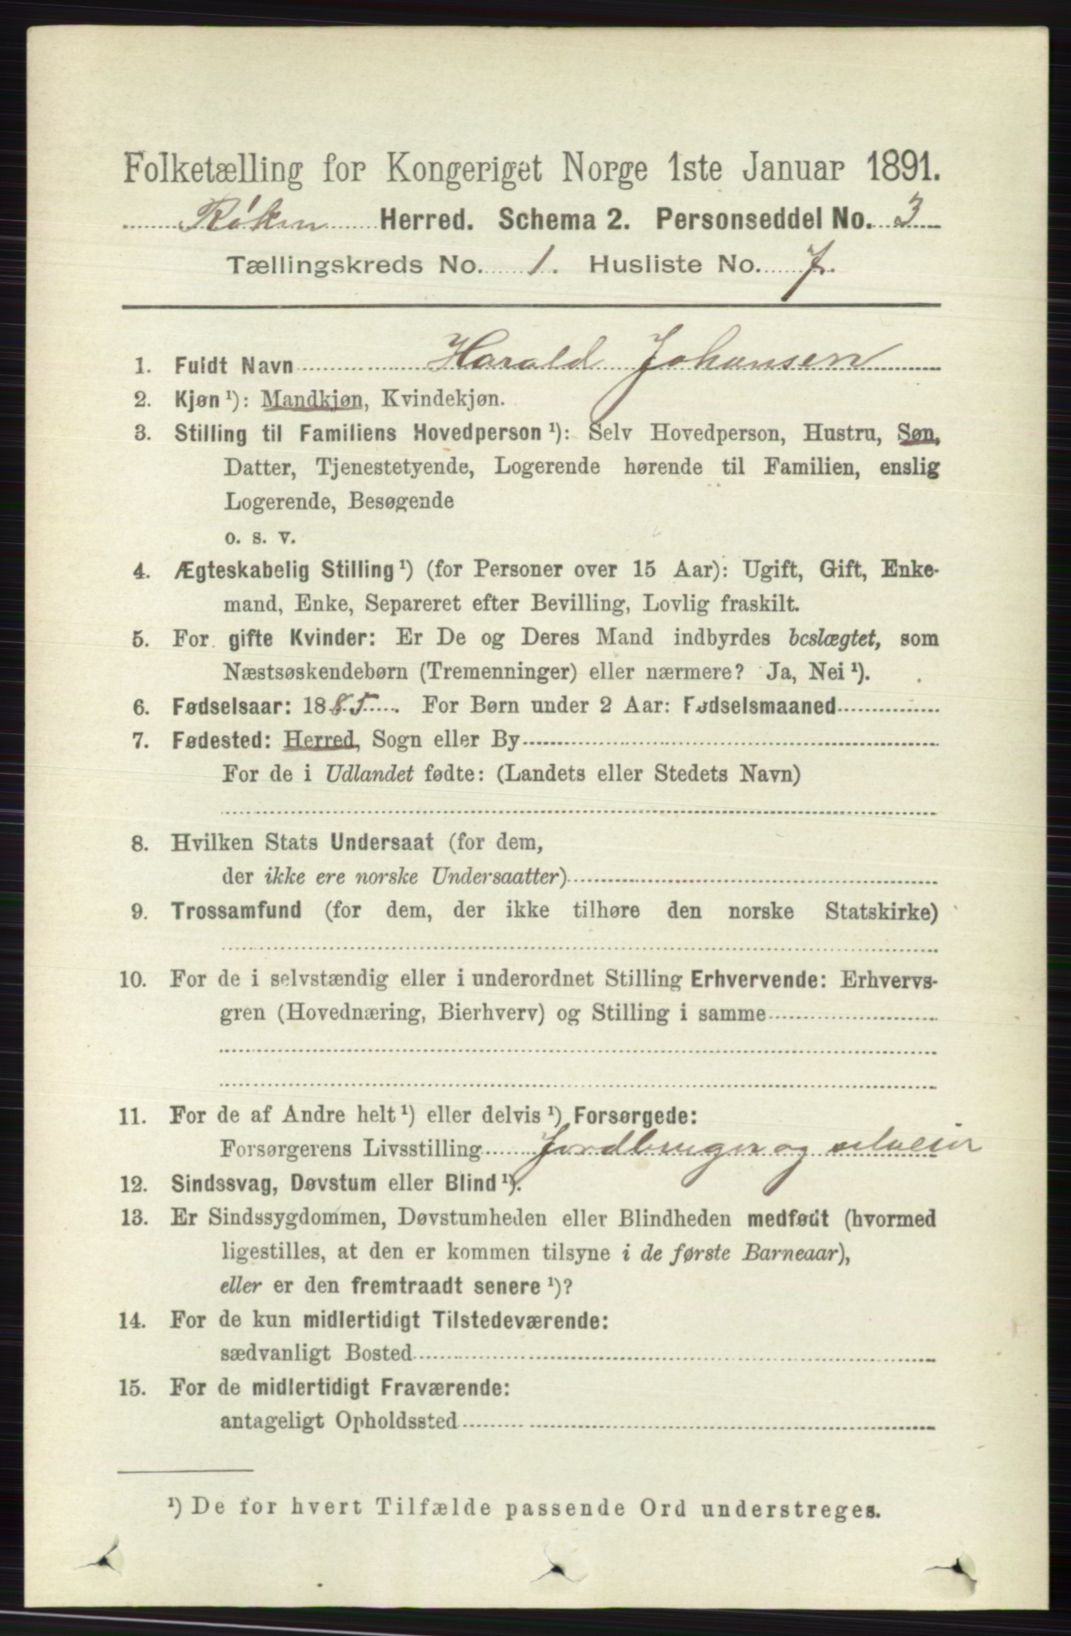 Folketælling for Kongeriget Norge 1ste Januar 1891.
Røken Herred. Schema 2. Personseddel No. 3
Tællingskreds No. 1. Husliste No. 7.
1. Fuldt Navn Harald Johansen
2. Kjøn ¹): Mandkjøn, Kvindekjøn.
3. Stilling til Familiens Hovedperson ¹): Selv Hovedperson, Hustru, Søn,
Datter, Tjenestetyende, Logerende hørende til Familien, enslig
Logerende, Besøgende
o. s. v.
4. Ægteskabelig Stilling ¹) (for Personer over 15 Aar): Ugift, Gift, Enke-
mand, Enke, Separeret efter Bevilling, Lovlig fraskilt.
5. For gifte Kvinder: Er De og Deres Mand indbyrdes beslægtet, som
Næstsøskendebørn (Tremenninger) eller nærmere? Ja, Nei ¹).
6. Fødselsaar: 1885. For Børn under 2 Aar: Fødselsmaaned
7. Fødested: Herred, Sogn eller By
For de i Udlandet fødte: (Landets eller Stedets Navn)
8. Hvilken Stats Undersaat (for dem,
der ikke ere norske Undersaatter)
9. Trossamfund (for dem, der ikke tilhøre den norske Statskirke)
10. For de i selvstændig eller i underordnet Stilling Erhvervende: Erhvervs-
gren (Hovednæring, Bierhverv) og Stilling i samme
11. For de af Andre helt ¹) eller delvis ¹) Forsørgede:
Forsørgerens Livsstilling Jordbruger og selveier
12. Sindssvag, Døvstum eller Blind ¹).
13. Er Sindssygdommen, Døvstumheden eller Blindheden medfødt (hvormed
ligestilles, at den er kommen tilsyne i de første Barneaar),
eller er den fremtraadt senere ¹)?
14. For de kun midlertidigt Tilstedeværende:
sædvanligt Bosted
15. For de midlertidigt Fraværende:
antageligt Opholdssted
¹) De for hvert Tilfælde passende Ord understreges.